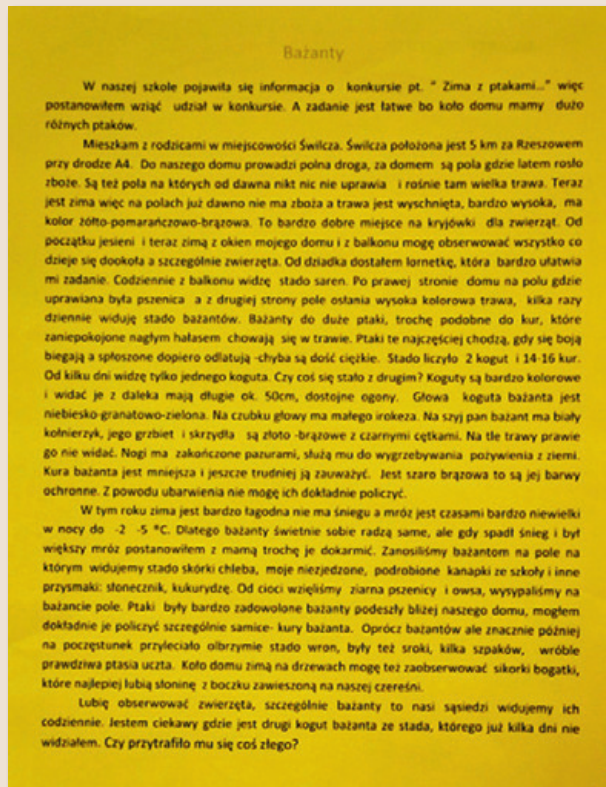 Bażanty
W naszej szkole pojawiła się informacja o konkursie pt. " Zima z ptakami..." więc
postanowiłem wziąć udział w konkursie. A zadanie jest łatwe bo koło domu mamy dużo
różnych ptaków.
Mieszkam z rodzicami w miejscowości Świlcza. Świlcza położona jest 5 km za Rzeszowem
przy drodze A4. Do naszego domu prowadzi polna droga, za domem są pola gdzie latem rosło
zboże. Są też pola na których od dawna nikt nic nie uprawia i rośnie tam wielka trawa. Teraz
jest zima więc na polach już dawno nie ma zboża a trawa jest wyschnięta, bardzo wysoka, ma
kolor żółto-pomarańczowo-brązowa. To bardzo dobre miejsce na kryjówki dla zwierząt. Od
początku jesieni i teraz zimą z okien mojego domu i z balkonu mogę obserwować wszystko co
dzieje się dookoła a szczególnie zwierzęta. Od dziadka dostałem lornetkę, która bardzo ułatwia
mi zadanie. Codziennie z balkonu widzę stado saren. Po prawej stronie domu na polu gdzie
uprawiana była pszenica a z drugiej strony pole osłania wysoka kolorowa trawa, kilka razy
dziennie widuję stado bażantów. Bażanty do duże ptaki, trochę podobne do kur, które
zaniepokojone nagłym hałasem chowają się w trawie. Ptaki te najczęściej chodzą, gdy się boją
biegają a spłoszone dopiero odlatują -chyba są dość ciężkie. Stado liczyło 2 kogut i 14-16 kur.
Od kilku dni widzę tylko jednego koguta. Czy coś się stało z drugim? Koguty są bardzo kolorowe
i widać je z daleka mają długie ok. 50cm, dostojne ogony. Głowa koguta bażanta jest
niebiesko-granatowo-zielona. Na czubku głowy ma małego irokeza. Na szyj pan bażant ma biały
kołnierzyk, jego grzbiet i skrzydła są złoto -brązowe z czarnymi cętkami. Na tle trawy prawie
go nie widać. Nogi ma zakończone pazurami, służą mu do wygrzebywania pożywienia z ziemi.
Kura bażanta jest mniejsza i jeszcze trudniej ją zauważyć. Jest szaro brązowa to są jej barwy
ochronne. Z powodu ubarwienia nie mogę ich dokładnie policzyć.
W tym roku zima jest bardzo łagodna nie ma śniegu a mróz jest czasami bardzo niewielki
w nocy do -2 -5 °C. Dlatego bażanty świetnie sobie radzą same, ale gdy spadł śnieg i był
większy mróz postanowiłem z mamą trochę je dokarmić. Zanosiliśmy bażantom na pole na
którym widujemy stado skórki chleba, moje niezjedzone, podrobione kanapki ze szkoły i inne
przysmaki: słonecznik, kukurydzę. Od cioci wzięliśmy ziarna pszenicy i owsa, wysypaliśmy na
bażancie pole. Ptaki były bardzo zadowolone bażanty podeszły bliżej naszego domu, mogłem
dokładnie je policzyć szczególnie samice- kury bażanta. Oprócz bażantów ale znacznie później
na poczęstunek przyleciało olbrzymie stado wron, były też sroki, kilka szpaków, wróble
prawdziwa ptasia uczta. Koło domu zimą na drzewach mogę też zaobserwować sikorki bogatki,
które najlepiej lubią słoninę z boczku zawieszoną na naszej czereśni.
Lubię obserwować zwierzęta, szczególnie bażanty to nasi sąsiedzi widujemy ich
codziennie. Jestem ciekawy gdzie jest drugi kogut bażanta ze stada, którego już kilka dni nie
widziałem. Czy przytrafiło mu się coś złego?